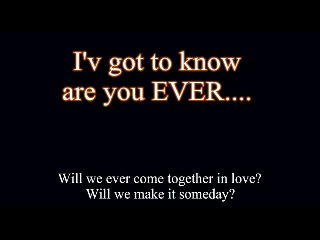 I'v got to know
are you EVER....
Will we ever come together in love?
Will we make it someday?